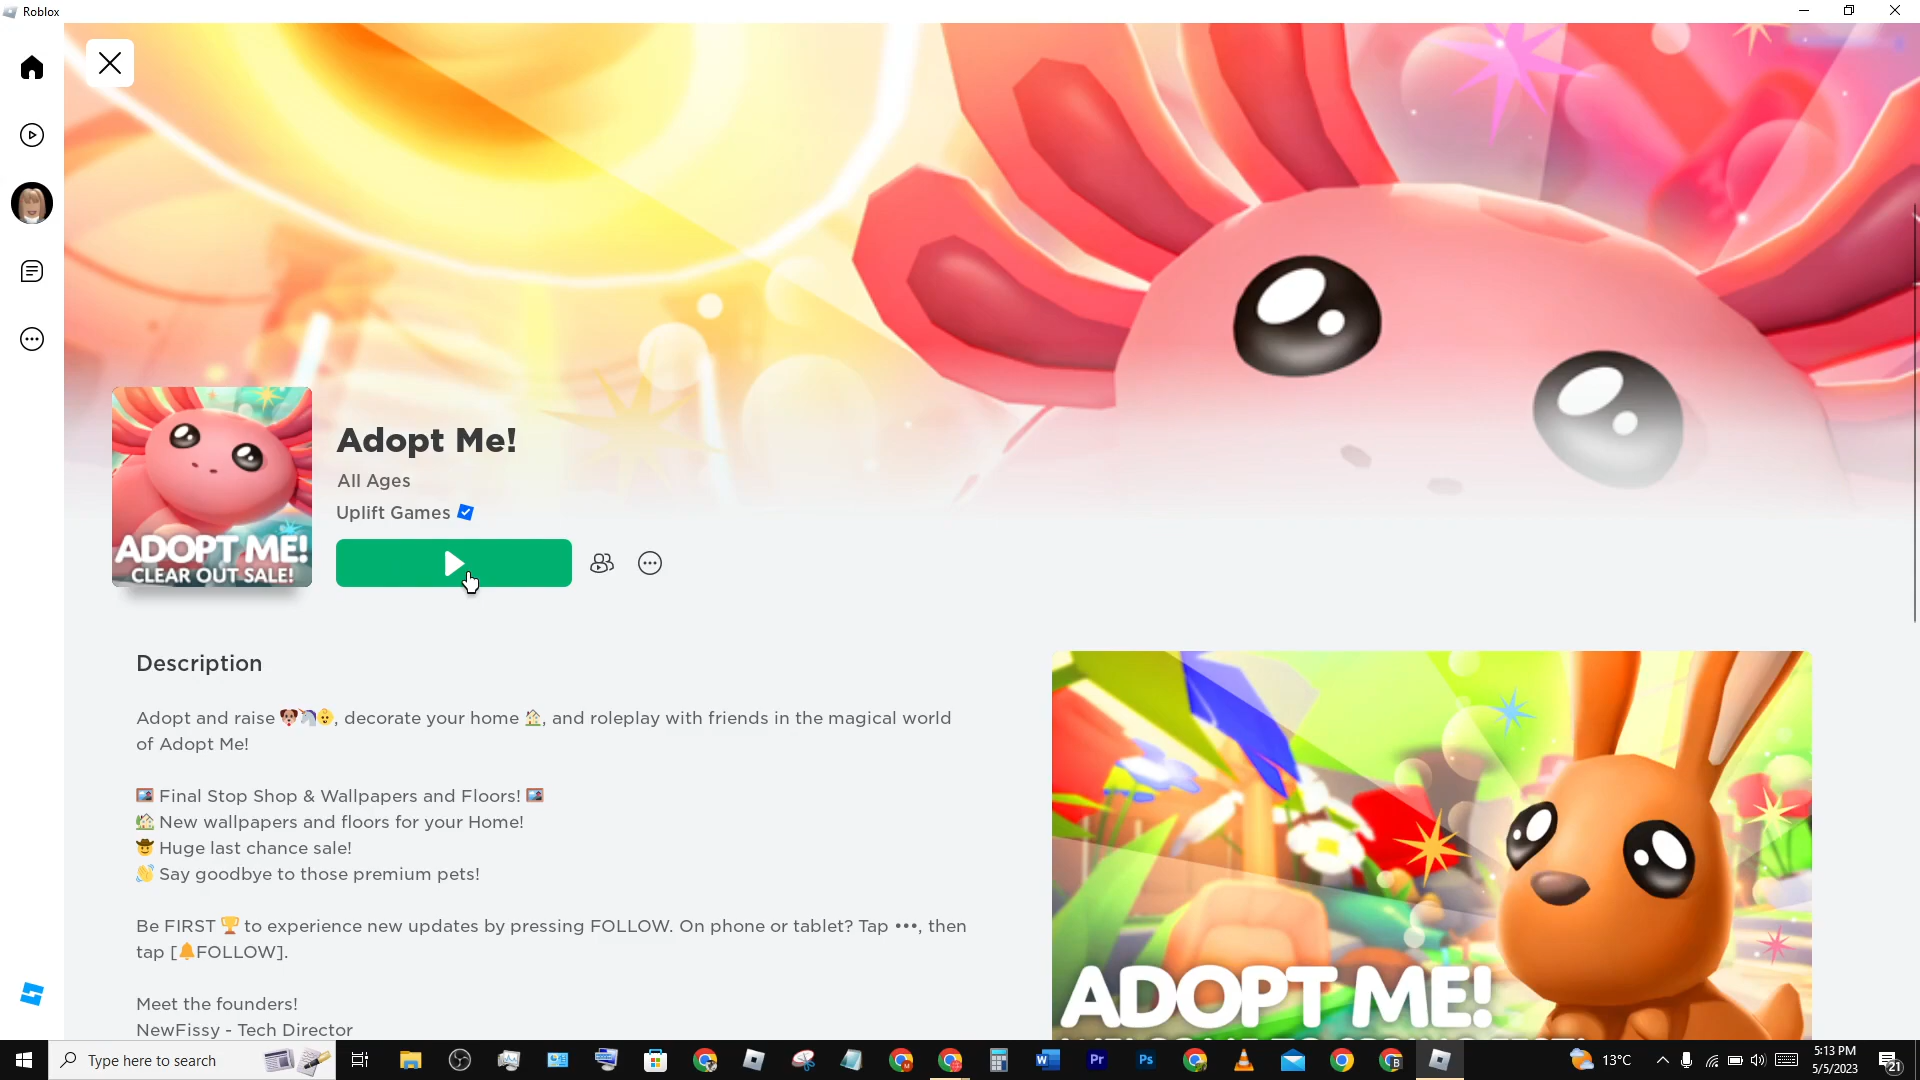 Roblox
Adopt Me!
All Ages
Uplift Games
ADOPT ME!
CLEAR OUT SALE!
Description
Adopt and raise 🐶🦄👶, decorate your home 🏠, and roleplay with friends in the magical world
of Adopt Me!
🖼️ Final Stop Shop & Wallpapers and Floors! 🖼️
🏡 New wallpapers and floors for your Home!
🤠 Huge last chance sale!
👋 Say goodbye to those premium pets!
Be FIRST 🏆 to experience new updates by pressing FOLLOW. On phone or tablet? Tap •••, then
tap [🔔FOLLOW].
Meet the founders!
NewFissy - Tech Director
ADOPT ME!
Type here to search
13°C
5:13 PM
5/5/2023
21